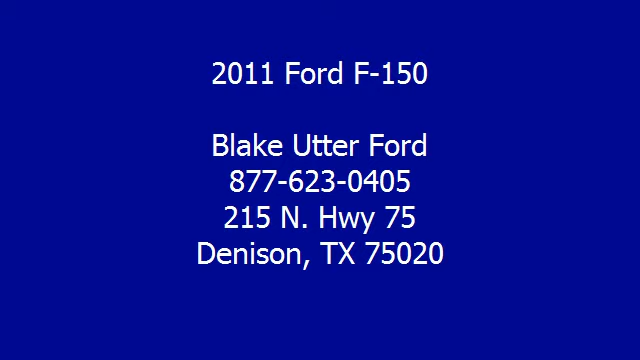 2011 Ford F-150
Blake Utter Ford
877-623-0405
215 N. Hwy 75
Denison, TX 75020